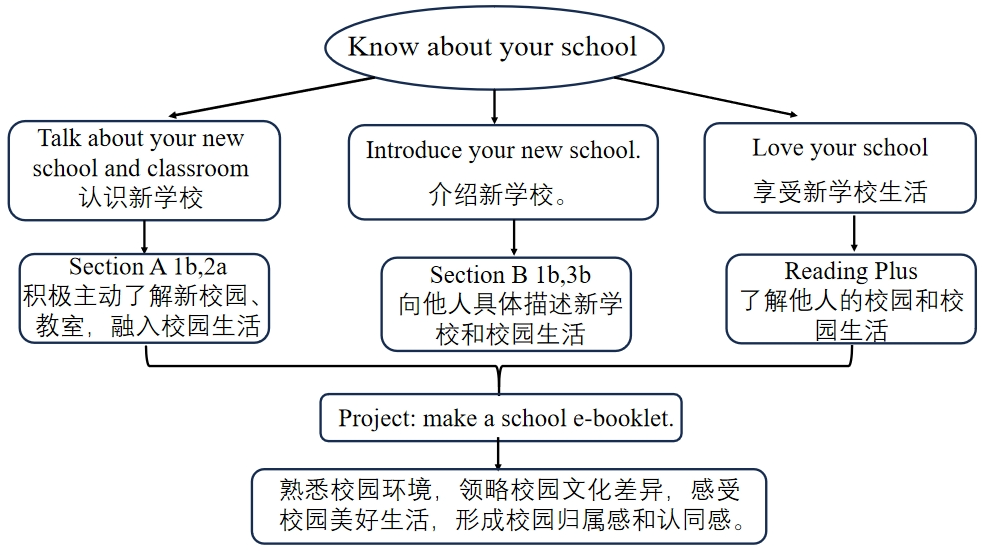 Know about your school
Talk about your new
school and classroom
认识新学校
Introduce your new school.
介绍新学校。
Love your school
享受新学校生活
Section A 1b,2a
积极主动了解新校园、
教室，融入校园生活
Section B 1b,3b
向他人具体描述新学
校和校园生活
Reading Plus
了解他人的校园和校
园生活
Project: make a school e-booklet.
熟悉校园环境，领略校园文化差异，感受
校园美好生活，形成校园归属感和认同感。